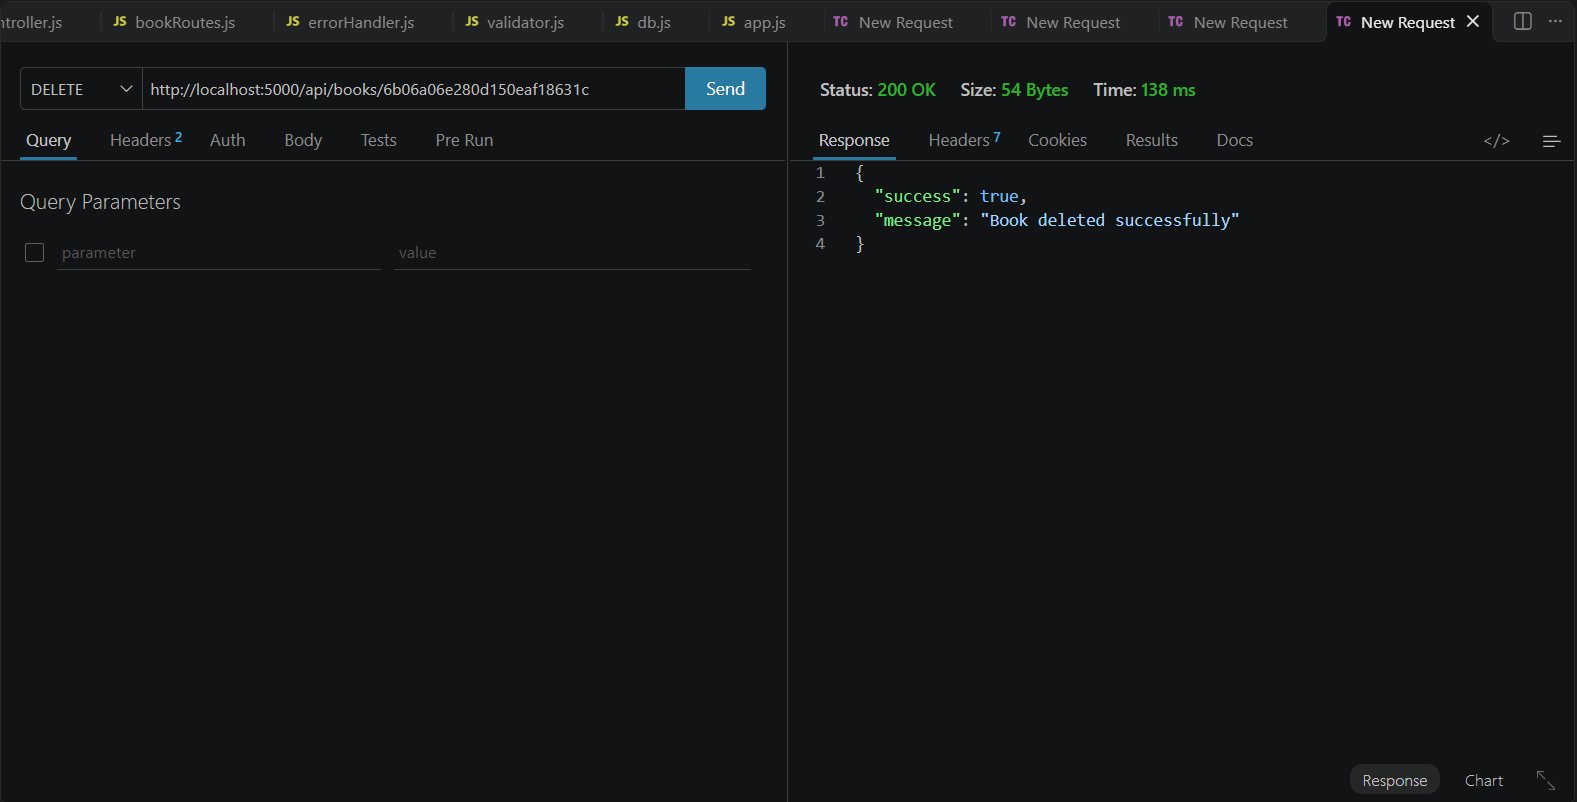 ntroller.js JS bookRoutes.js JS errorHandler.js JS validator.js JS db.js JS app.js TC New Request TC New Request TC New Request TC New Request
DELETE http://localhost:5000/api/books/6b06a06e280d150eaf18631c Send
Query Headers 2 Auth Body Tests Pre Run
Query Parameters
parameter value
Status: 200 OK Size: 54 Bytes Time: 138 ms
Response Headers 7 Cookies Results Docs </>
1 {
2 "success": true,
3 "message": "Book deleted successfully"
4 }
Response Chart